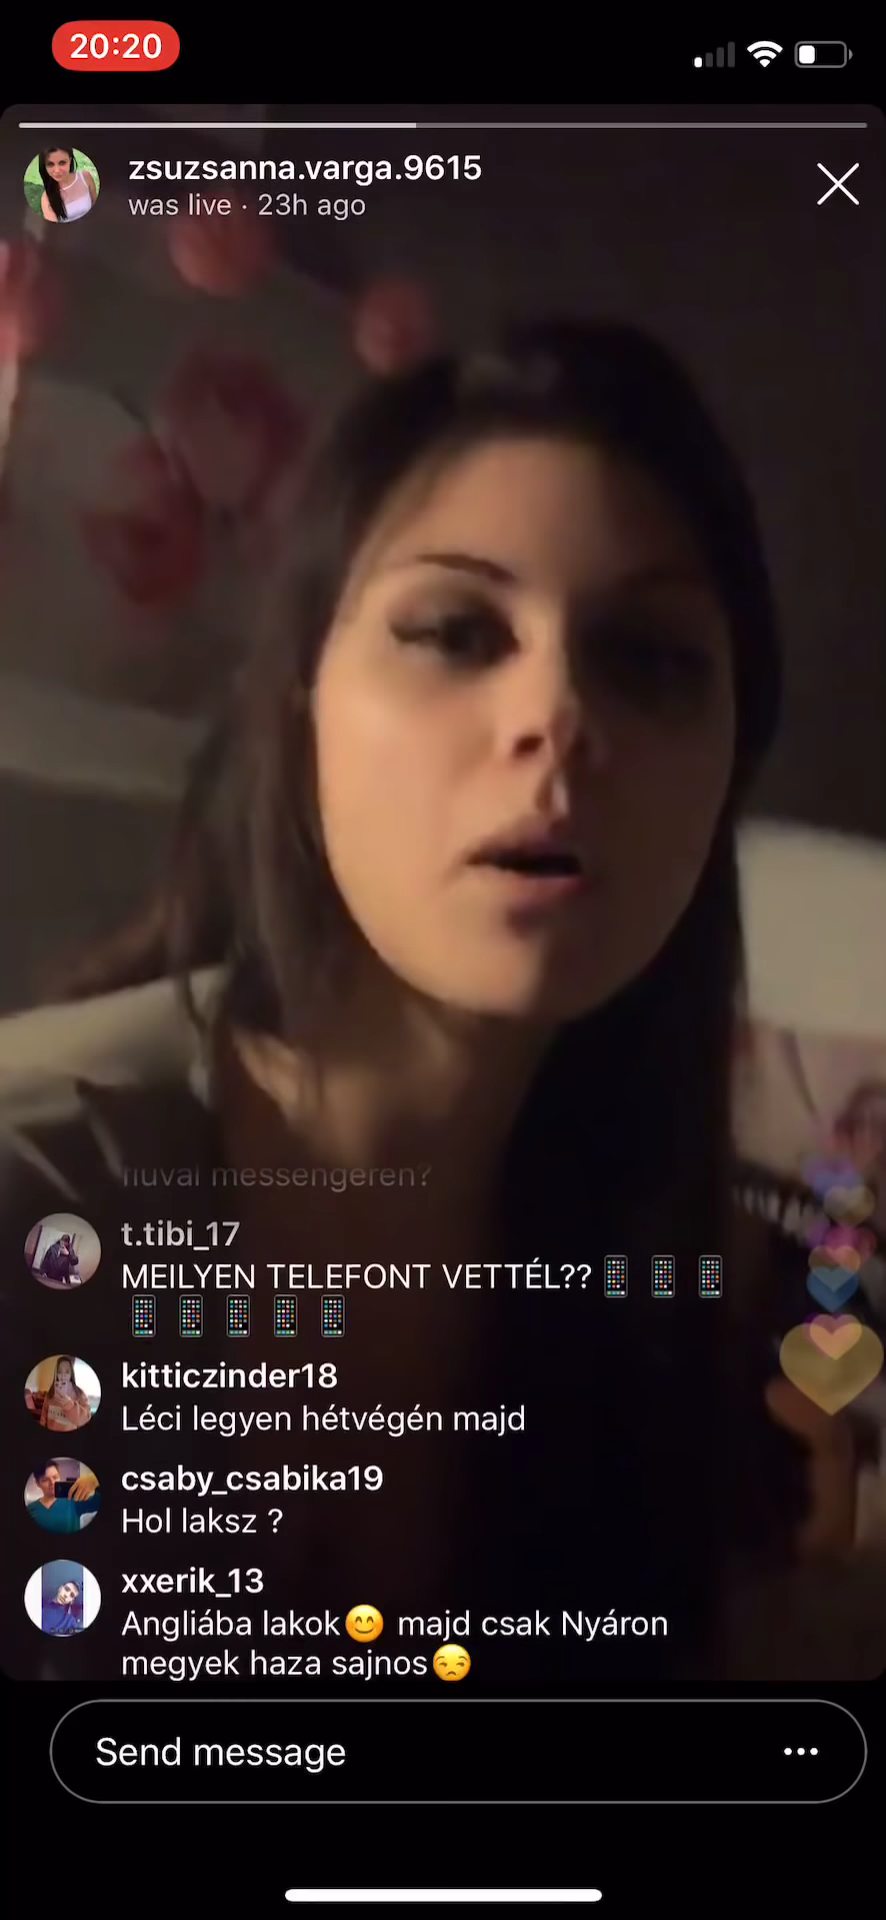 20:20
zsuzsanna.varga.9615
was live · 23h ago
messengeren?
t.tibi_17
MEILYEN TELEFONT VETTÉL??📱 📱 📱
📱 📱 📱 📱 📱
kitticzinder18
Léci legyen hétvégén majd
csaby_csabika19
Hol laksz ?
xxerik_13
Angliába lakok😊 majd csak Nyáron
megyek haza sajnos😒
Send message